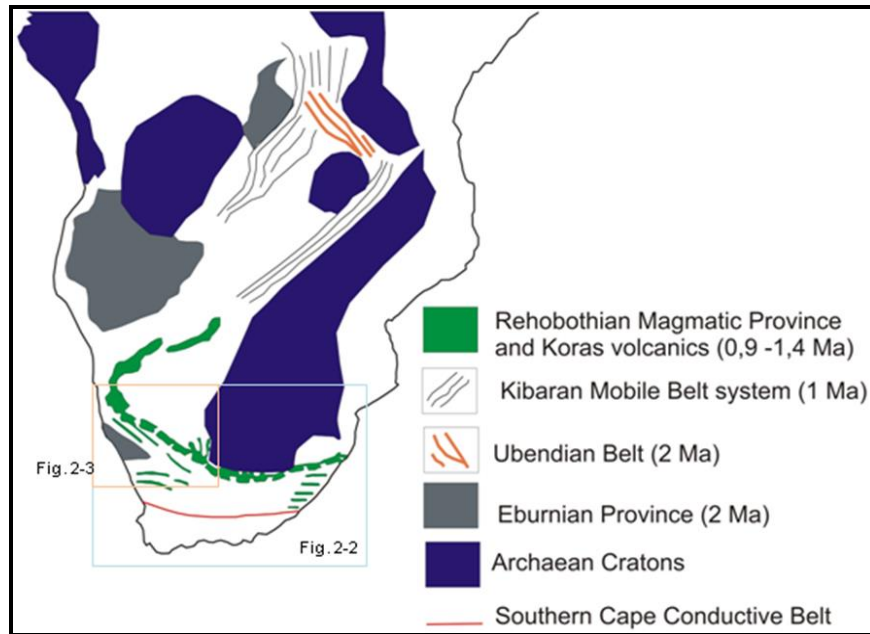 Rehobothian Magmatic Province
and Koras volcanics (0,9 -1,4 Ma)
Kibaran Mobile Belt system (1 Ma)
Ubendian Belt (2 Ma)
Eburnian Province (2 Ma)
Archaean Cratons
Southern Cape Conductive Belt
Fig.2-3
Fig.2-2